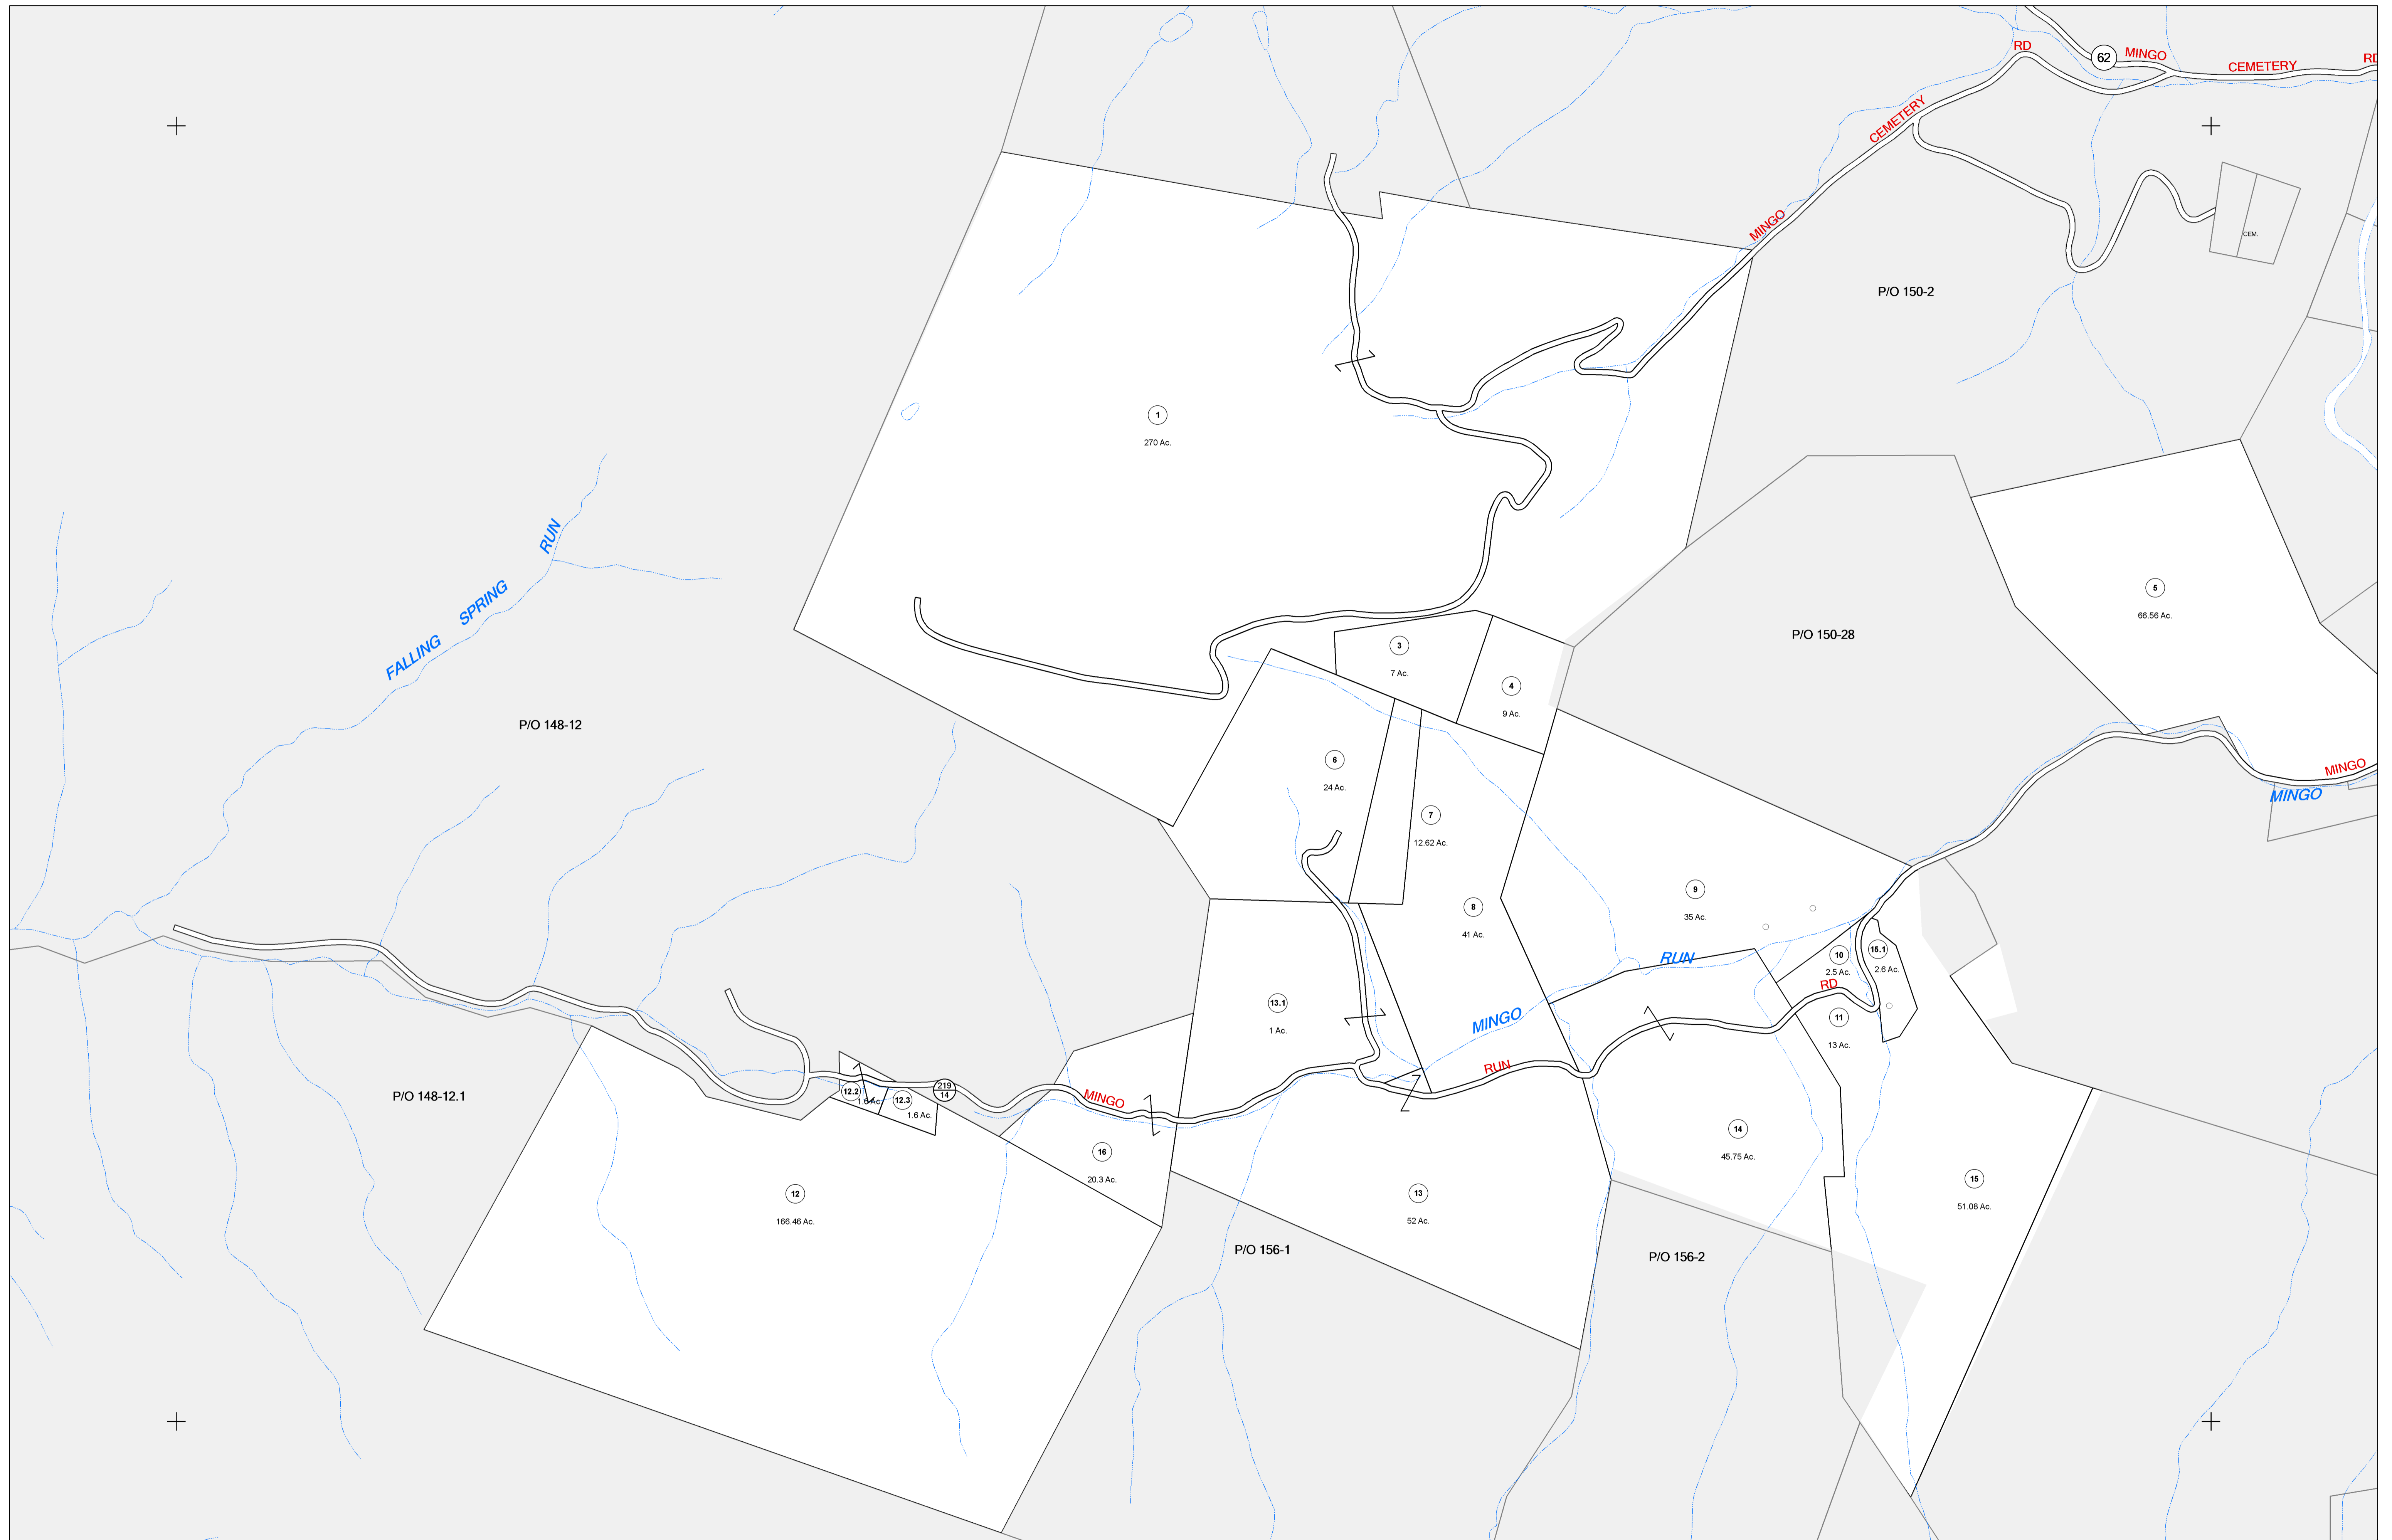 RD
62
MINGO
CEMETERY
RD
CEMETERY
MINGO
CEM.
P/O 150-2
1
270 Ac.
FALLING SPRING RUN
5
66.56 Ac.
P/O 150-28
3
7 Ac.
4
9 Ac.
P/O 148-12
6
24 Ac.
7
12.62 Ac.
MINGO
MINGO
9
35 Ac.
8
41 Ac.
RUN
10
2.5 Ac.
15.1
2.6 Ac.
RD
13.1
1 Ac.
MINGO
11
13 Ac.
RUN
P/O 148-12.1
12.2
1.6 Ac.
12.3
1.6 Ac.
219
14
MINGO
14
45.75 Ac.
16
20.3 Ac.
15
51.08 Ac.
12
166.46 Ac.
13
52 Ac.
P/O 156-1
P/O 156-2